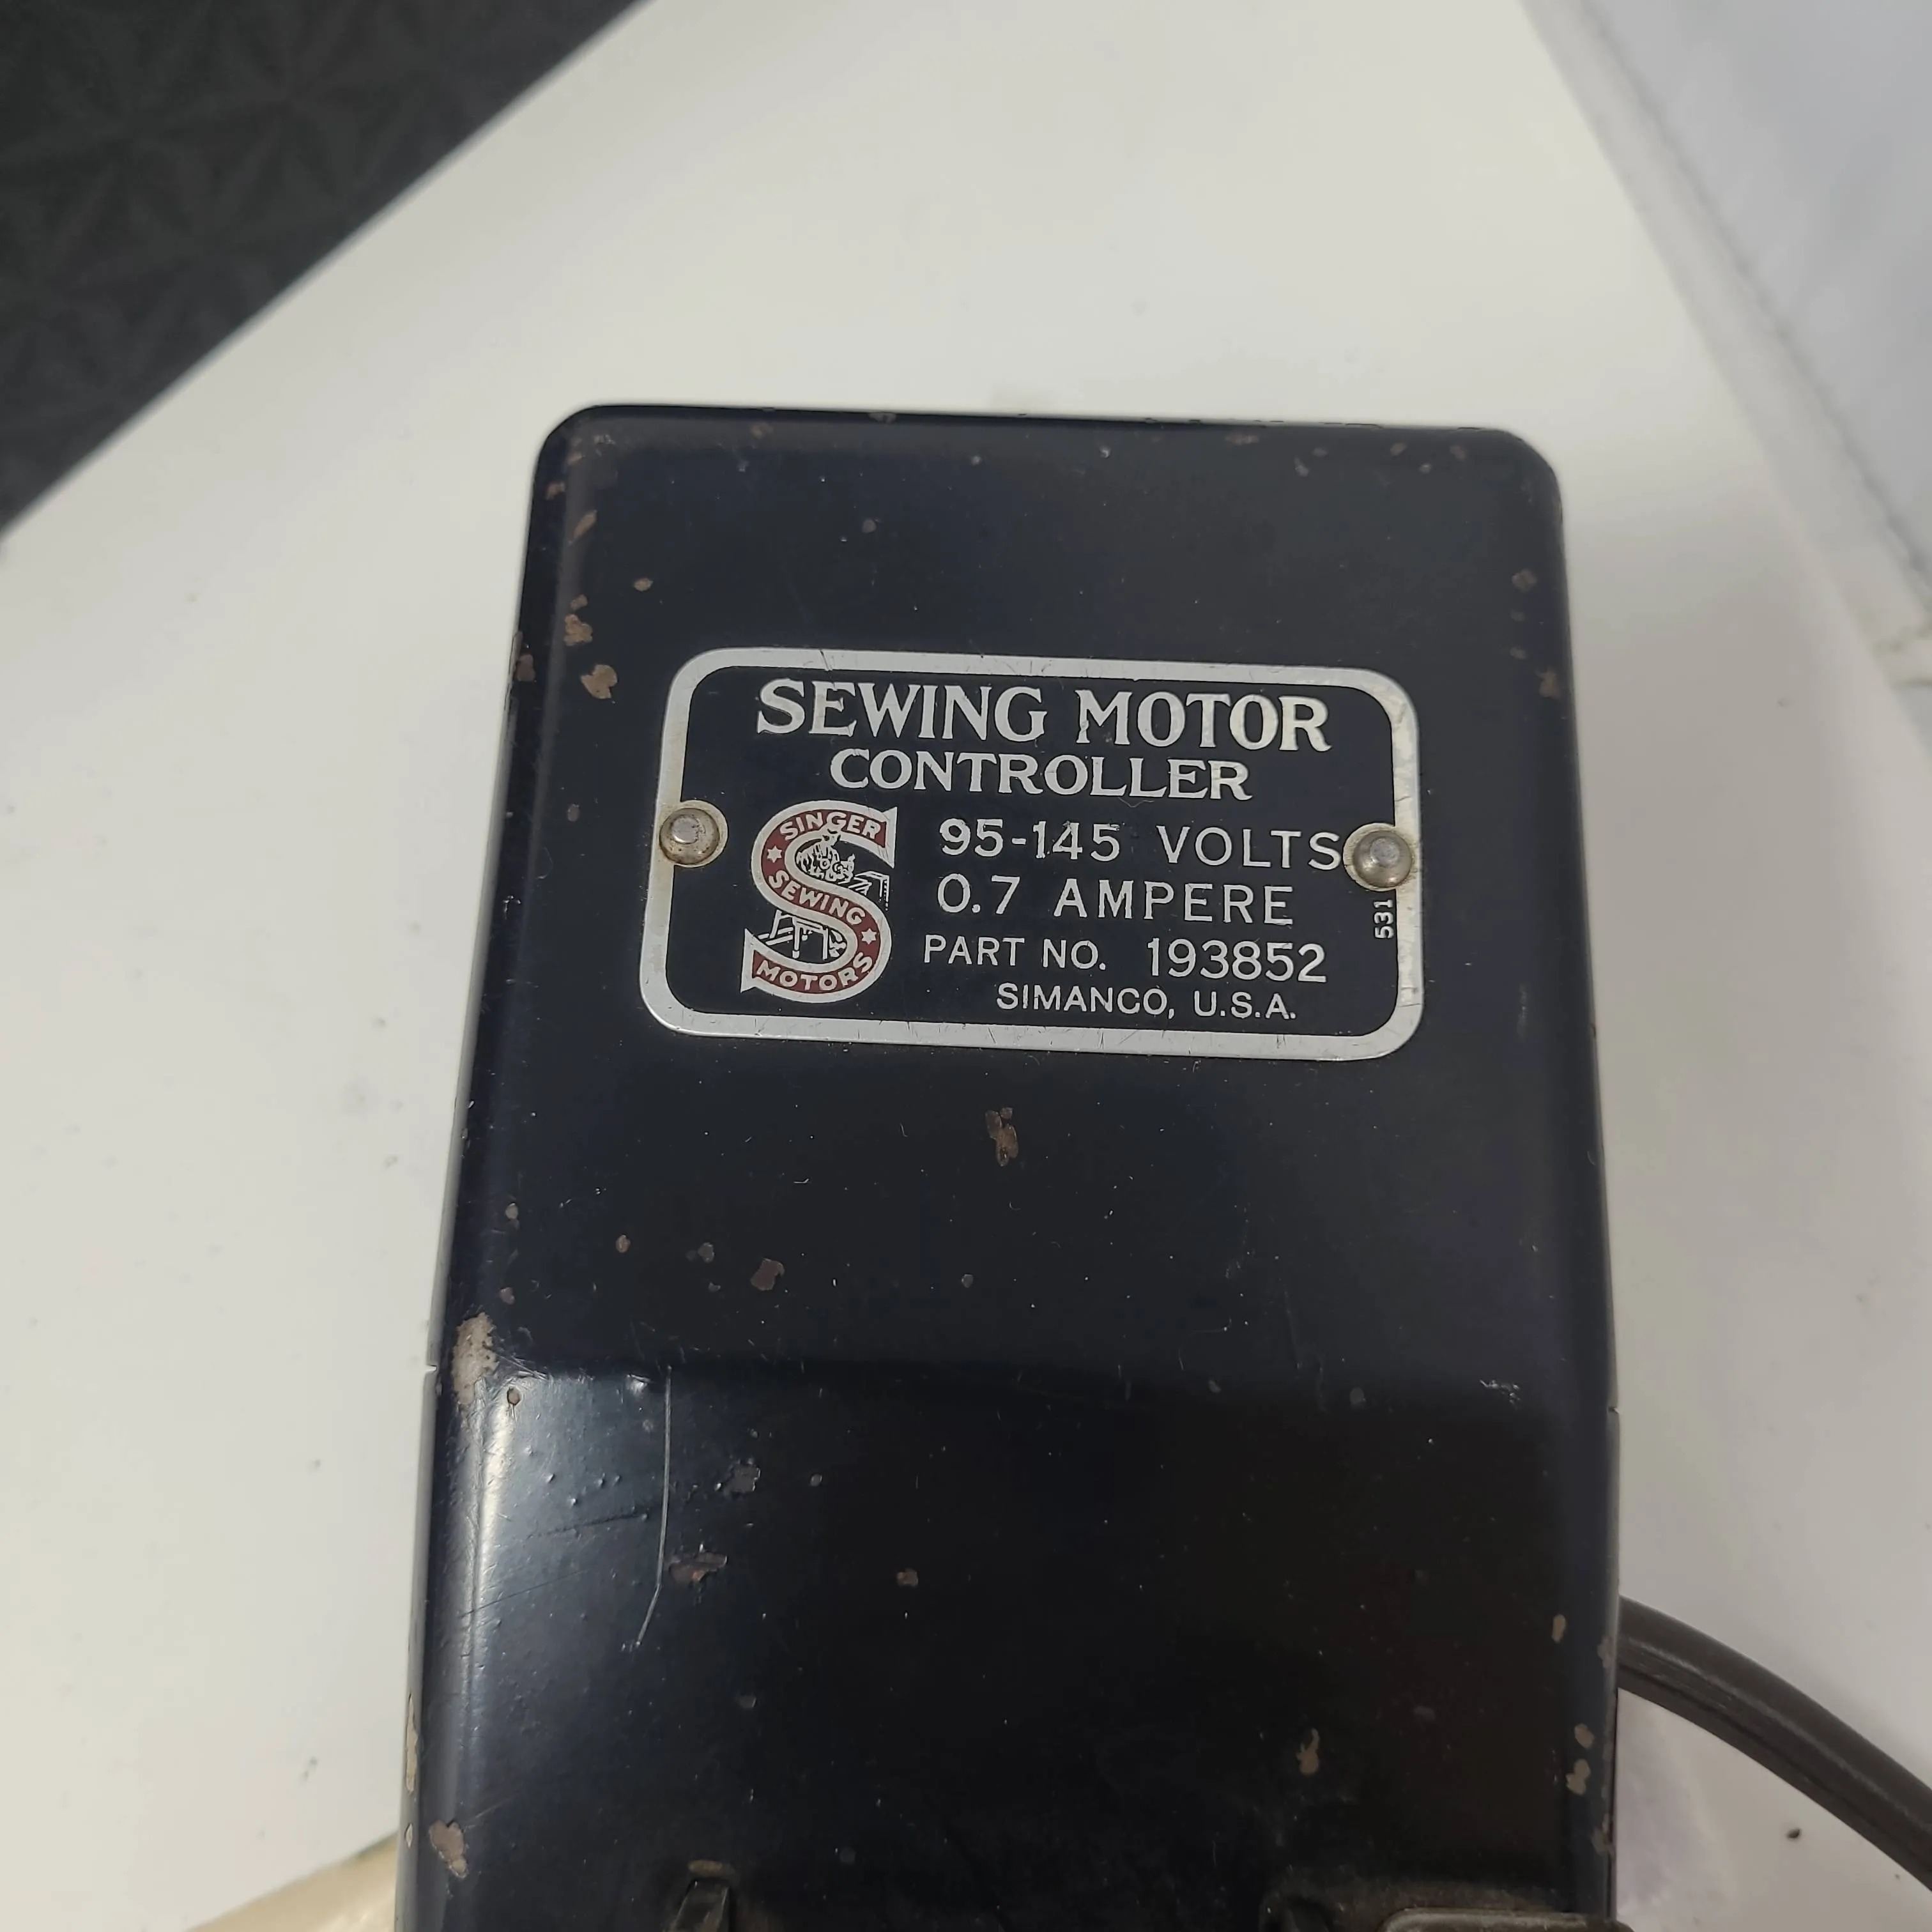 SEWING MOTOR
CONTROLLER
SINGER
SEWING
MOTORS
95-145 VOLTS
0.7 AMPERE
PART NO. 193852
SIMANCO, U.S.A.
531